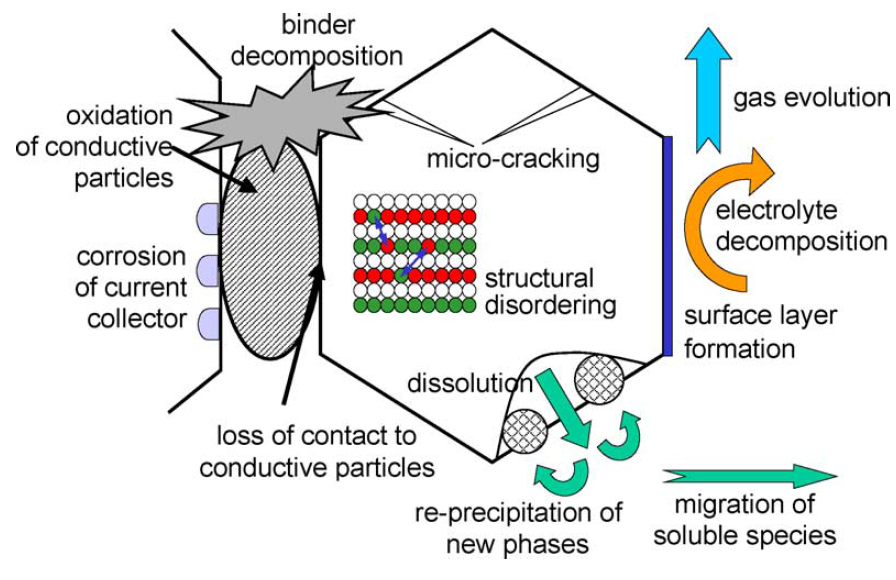 binder
decomposition
oxidation
of conductive
particles
corrosion
of current
collector
loss of contact to
conductive particles
micro-cracking
structural
disordering
dissolution
re-precipitation of
new phases
gas evolution
electrolyte
decomposition
surface layer
formation
migration of
soluble species